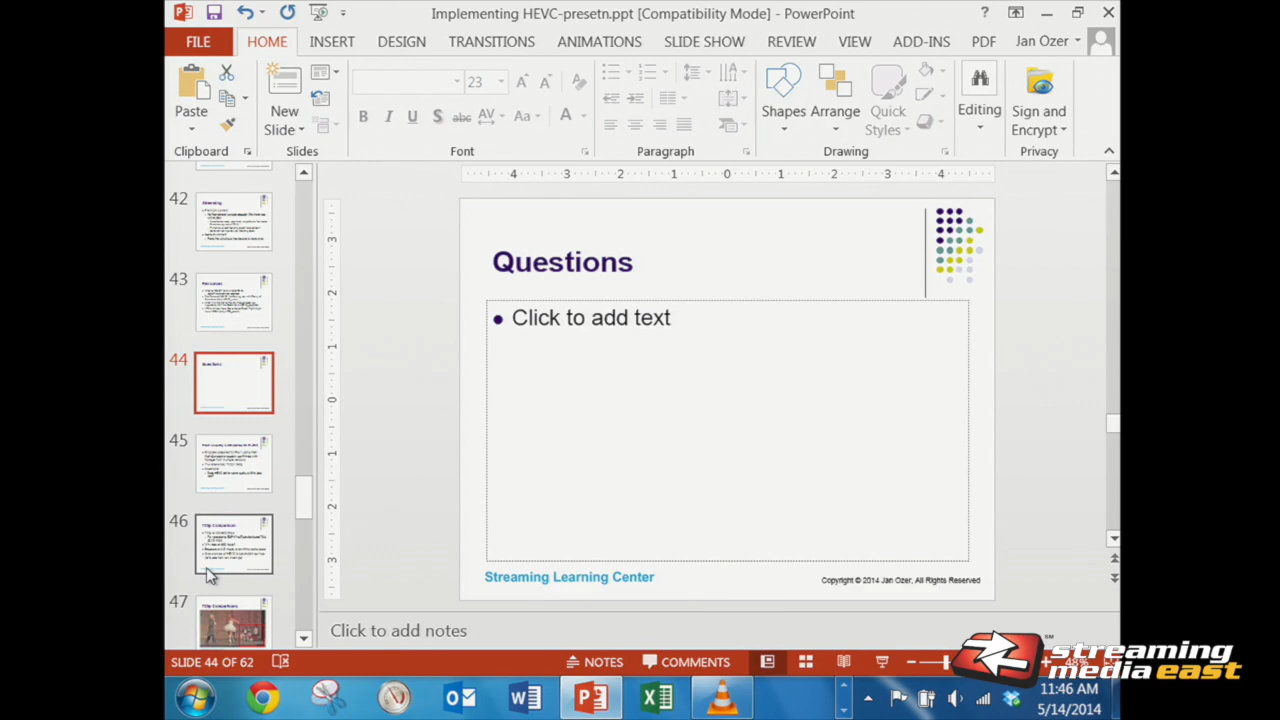 Implementing HEVC-presetn.ppt [Compatibility Mode] - PowerPoint
FILE HOME INSERT DESIGN TRANSITIONS ANIMATIONS SLIDE SHOW REVIEW VIEW ADD-INS PDF Jan Ozer
23
Paste
New Slide
Shapes
Arrange
Quick Styles
Editing
Sign and Encrypt
Clipboard
Slides
Font
Paragraph
Drawing
Privacy
42
43
44
45
46
47
Questions
Questions
Click to add text
Streaming Learning Center
Copyright © 2014 Jan Ozer, All Rights Reserved
Click to add notes
SLIDE 44 OF 62
NOTES
COMMENTS
48%
streaming
media east
SM
11:46 AM
5/14/2014